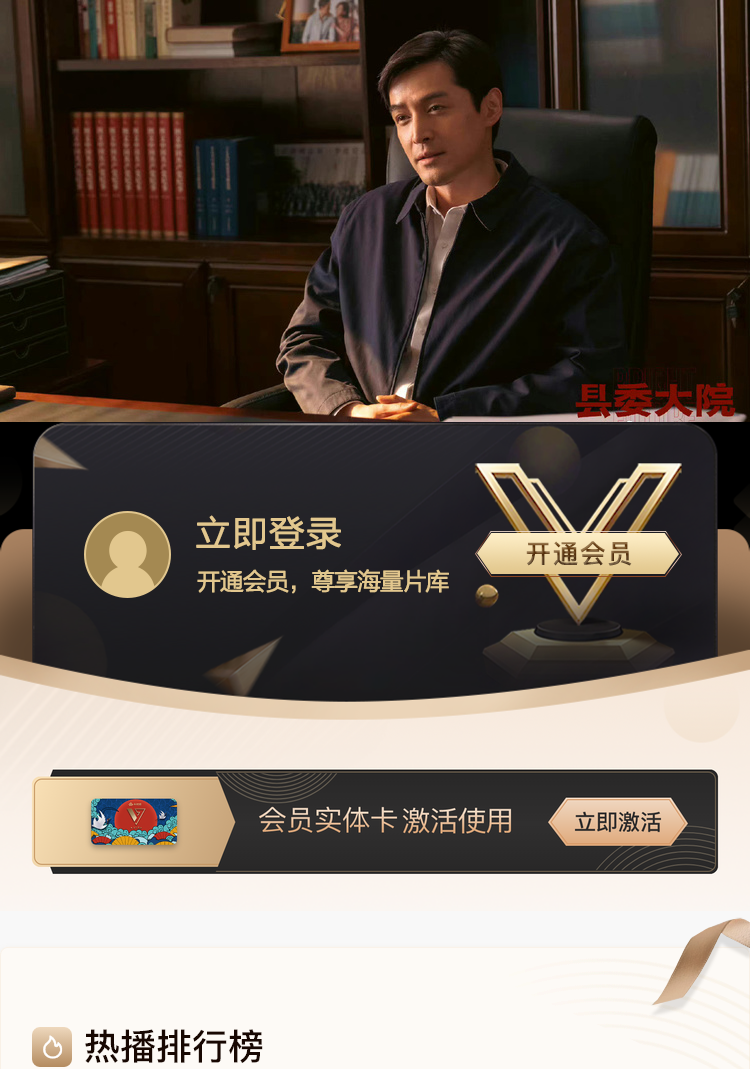 县委大院
立即登录
开通会员，尊享海量片库
开通会员
会员实体卡 激活使用
立即激活
热播排行榜